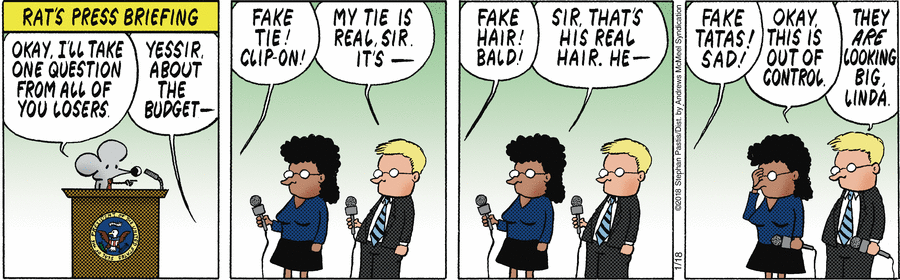 RAT'S PRESS BRIEFING
OKAY, I'LL TAKE
ONE QUESTION
FROM ALL OF
YOU LOSERS.
YESSIR,
ABOUT
THE
BUDGET—
FAKE
TIE!
CLIP-ON!
MY TIE IS
REAL, SIR.
IT'S —
FAKE
HAIR!
BALD!
SIR, THAT'S
HIS REAL
HAIR. HE—
FAKE
TATAS!
SAD!
OKAY,
THIS IS
OUT OF
CONTROL.
THEY
ARE
LOOKING
BIG,
LINDA.
©2018 Stephan Pastis/Dist. by Andrews McMeel Syndication
1/18